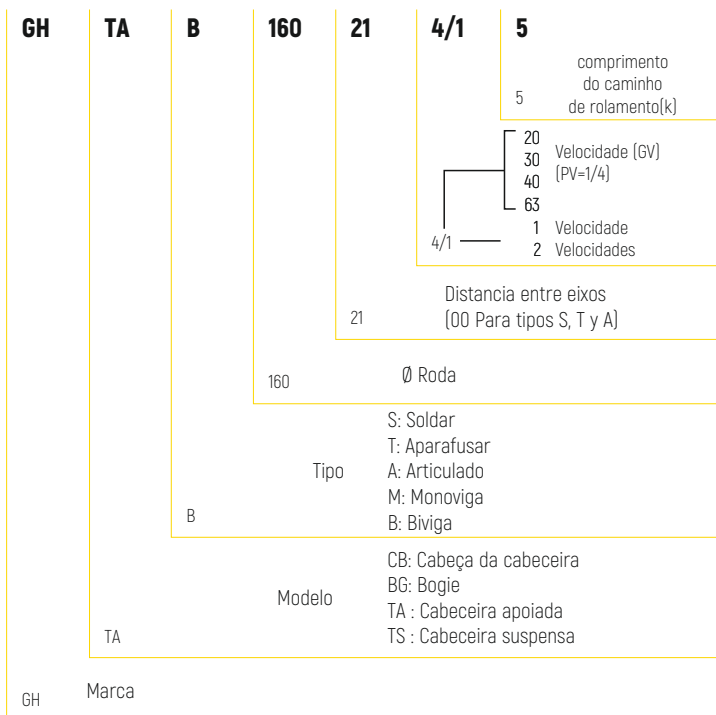 GH TA B 160 21 4/1 5
comprimento
do caminho
5 de rolamento(k)
20
30 Velocidade (GV)
40 (PV=1/4)
63
1 Velocidade
4/1 2 Velocidades
Distancia entre eixos
21 (00 Para tipos S, T y A)
160 Ø Roda
S: Soldar
T: Aparafusar
Tipo A: Articulado
M: Monoviga
B B: Biviga
CB: Cabeça da cabeceira
BG: Bogie
Modelo TA : Cabeceira apoiada
TA TS : Cabeceira suspensa
GH Marca